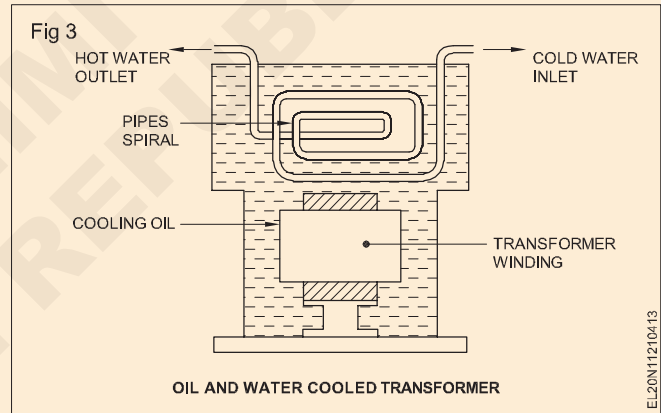 Fig 3
HOT WATER
OUTLET
COLD WATER
INLET
PIPES
SPIRAL
COOLING OIL
TRANSFORMER
WINDING
OIL AND WATER COOLED TRANSFORMER
EL20N11210413
REPUB